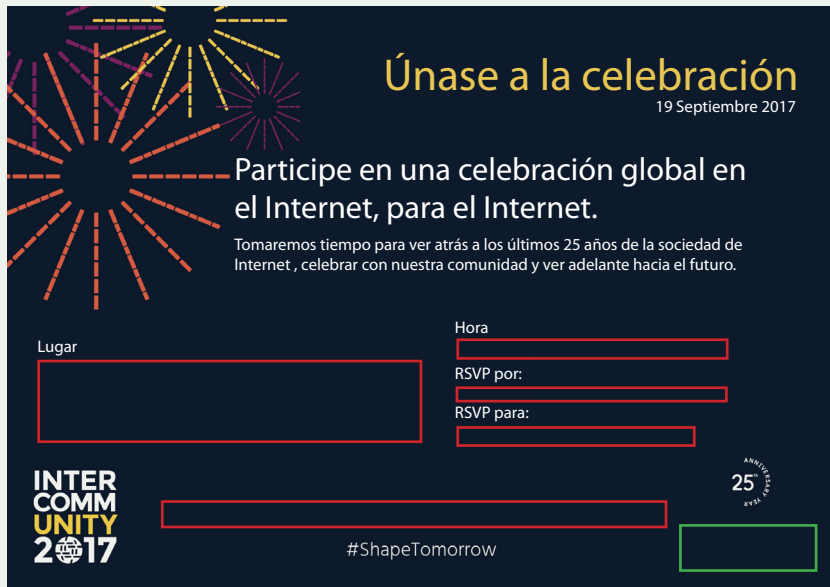 Únase a la celebración
19 Septiembre 2017
Participe en una celebración global en
el Internet, para el Internet.
Tomaremos tiempo para ver atrás a los últimos 25 años de la sociedad de
Internet , celebrar con nuestra comunidad y ver adelante hacia el futuro.
Lugar
Hora
RSVP por:
RSVP para:
INTER
COMM
UNITY
2017
25th
ANNIVERSARY YEAR
#ShapeTomorrow